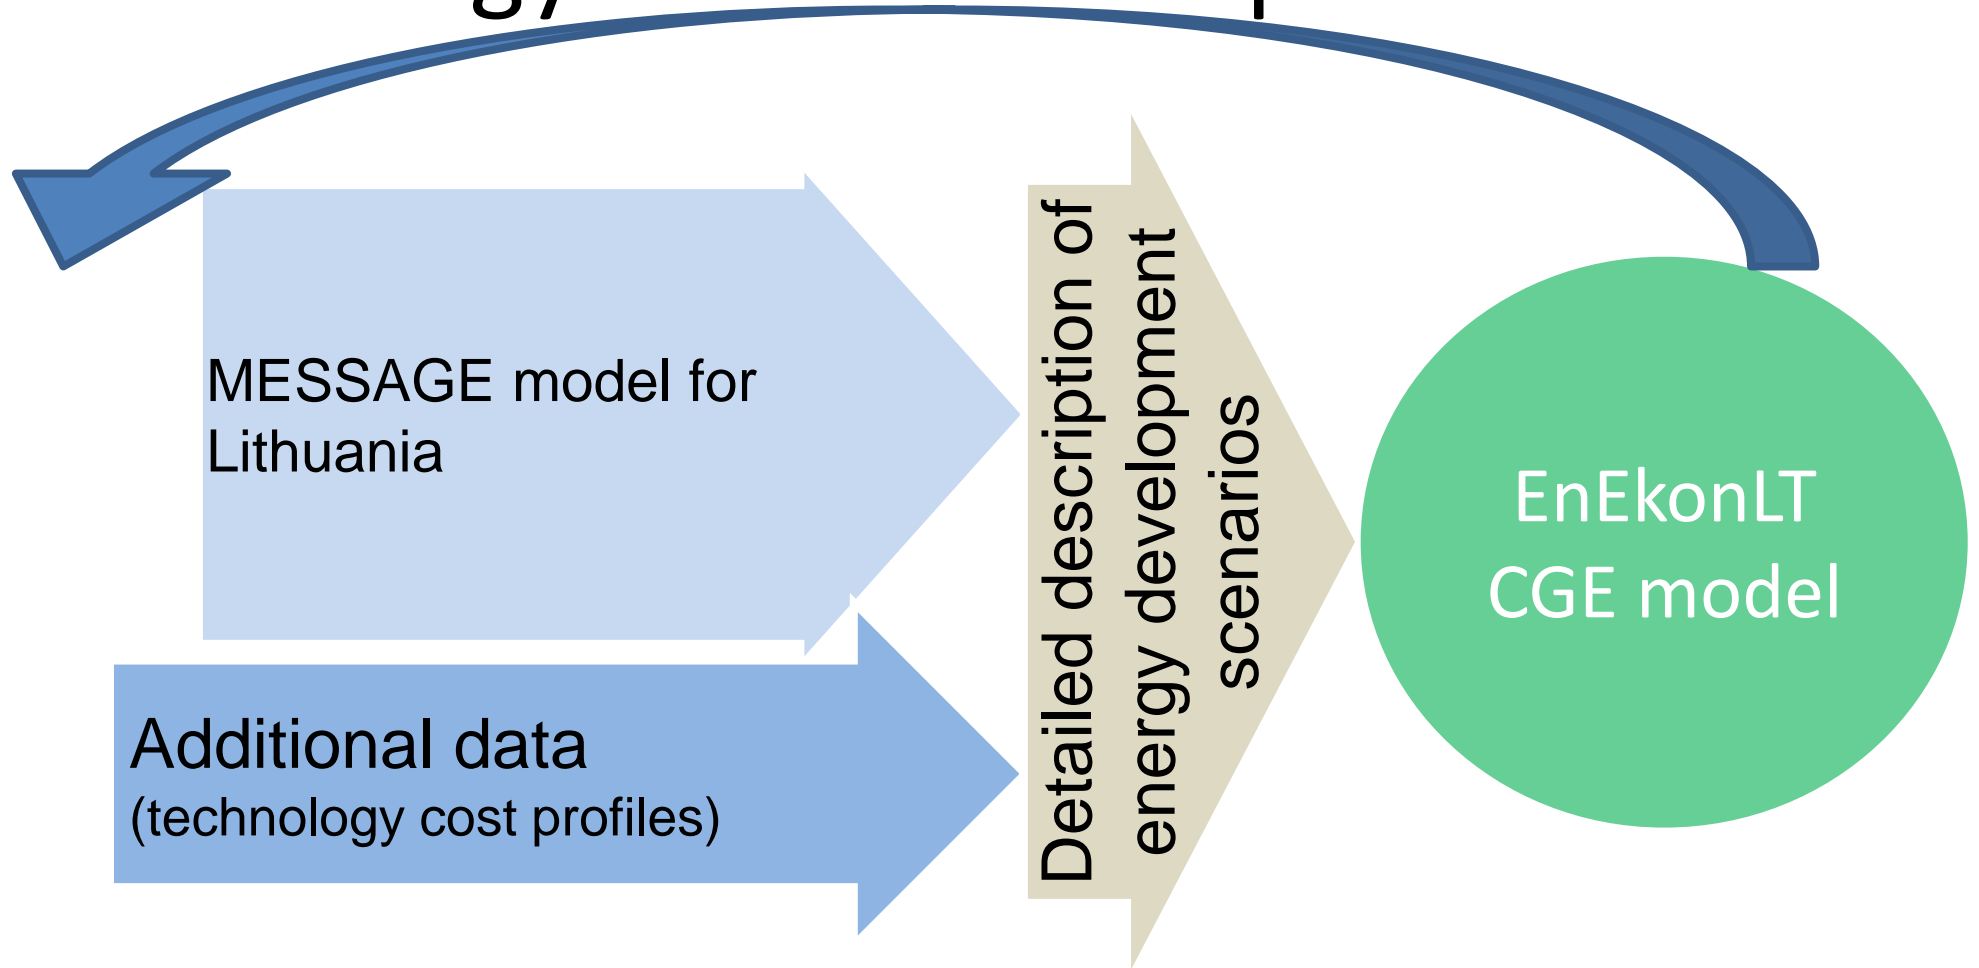 MESSAGE model for
Lithuania
Additional data
(technology cost profiles)
Detailed description of
energy development
scenarios
EnEkonLT
CGE model